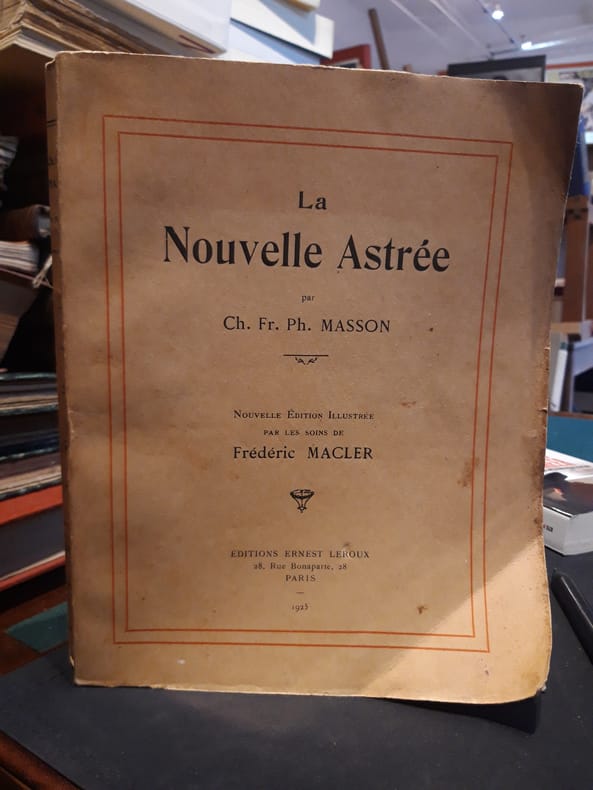 La
Nouvelle Astrée
par
Ch. Fr. Ph. MASSON
Nouvelle Édition Illustrée
par les soins de
Frédéric MACLER
EDITIONS ERNEST LEROUX
28, Rue Bonaparte, 28
PARIS
1925